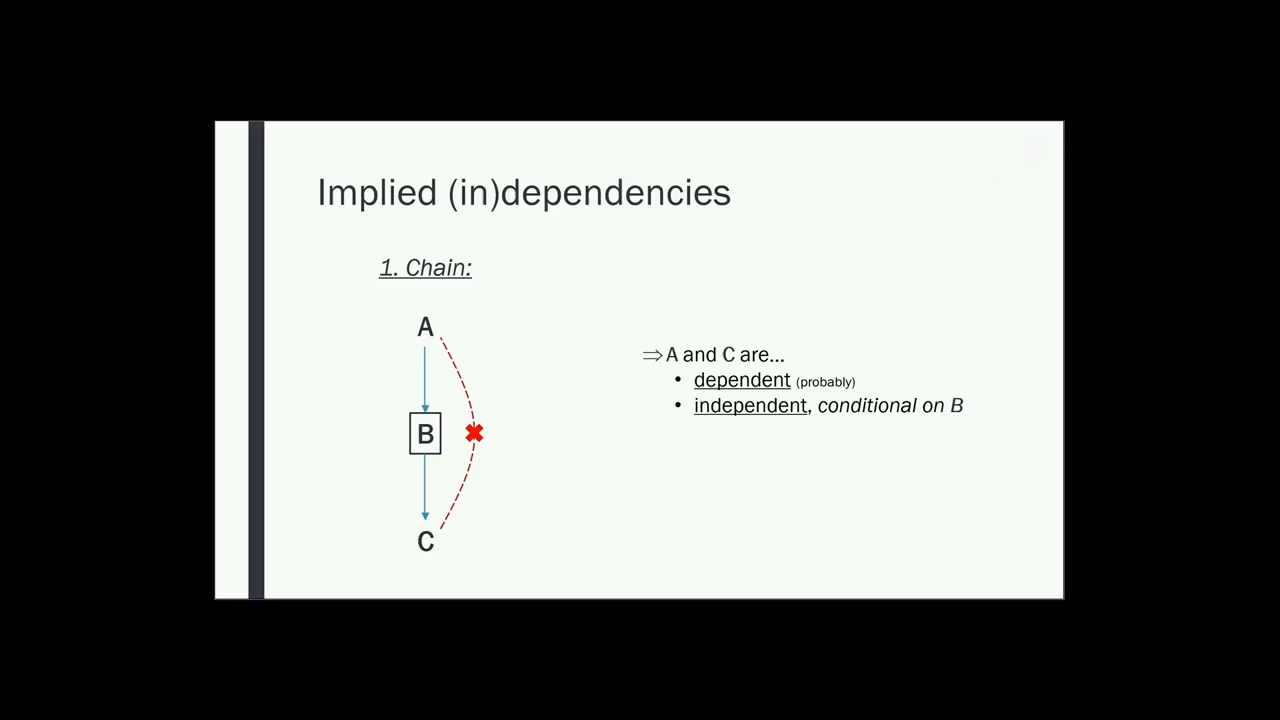 Implied (in)dependencies
1. Chain:
A
B
C
⇒ A and C are...
• dependent (probably)
• independent, conditional on B